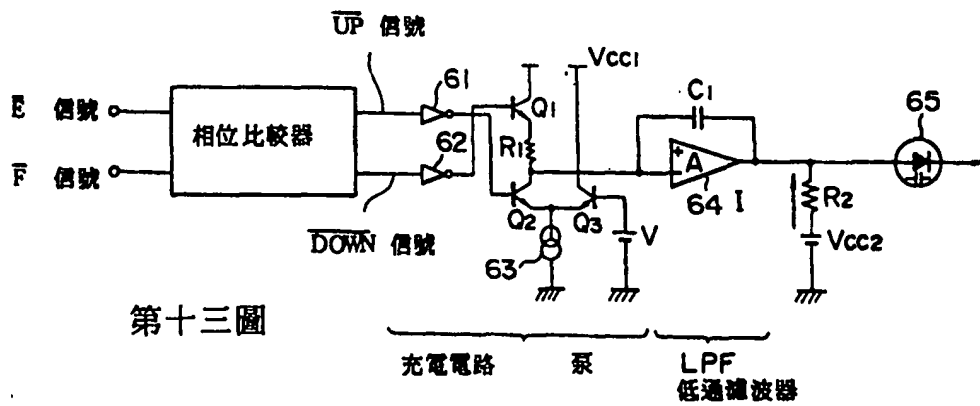 UP 信號
61
Vcc1
C1
65
E 信號
相位比較器
Q1
62
R1
+
A
-
F 信號
64 I
R2
Q2
Q3
V
Vcc2
DOWN 信號
63
第十三圖
充電電路 泵
LPF
低通濾波器